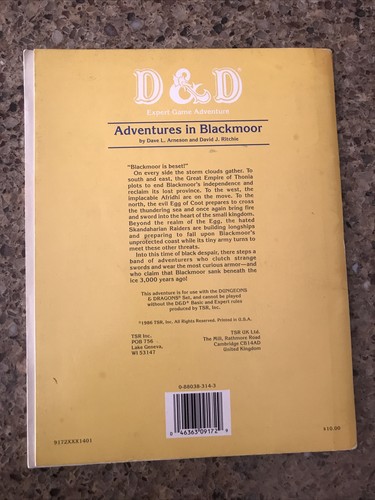 D&D
Expert Game Adventure
Adventures in Blackmoor
by Dave L. Arneson and David J. Ritchie
"Blackmoor is beset!"
On every side the storm clouds gather. To
south and east, the Great Empire of Thonia
plots to end Blackmoor's independence and
reclaim its lost province. To the west, the
implacable Afridhi are on the move. To the
north, the evil Egg of Coot prepares to cross
the thundering sea and once again bring fire
and sword into the heart of the small kingdom.
Beyond the realm of the Egg, the hated
Skandaharian Raiders are building longships
and preparing to fall upon Blackmoor's
unprotected coast while its tiny army turns to
meet these other threats.
Into this time of black despair, there steps a
band of adventurers who clutch strange
swords and wear the most curious armor—and
who claim that Blackmoor sank beneath the
ice 3,000 years ago!
This adventure is for use with the DUNGEONS
& DRAGONS® Set, and cannot be played
without the D&D® Basic and Expert rules
produced by TSR, Inc.
©1986 TSR, Inc. All Rights Reserved. Printed in U.S.A.
TSR Inc. TSR UK Ltd.
POB 756 The Mill, Rathmore Road
Lake Geneva, Cambridge CB14AD
WI 53147 United Kingdom
0-88038-314-3
0 46363 09172 6
9172XXX1401
$10.00